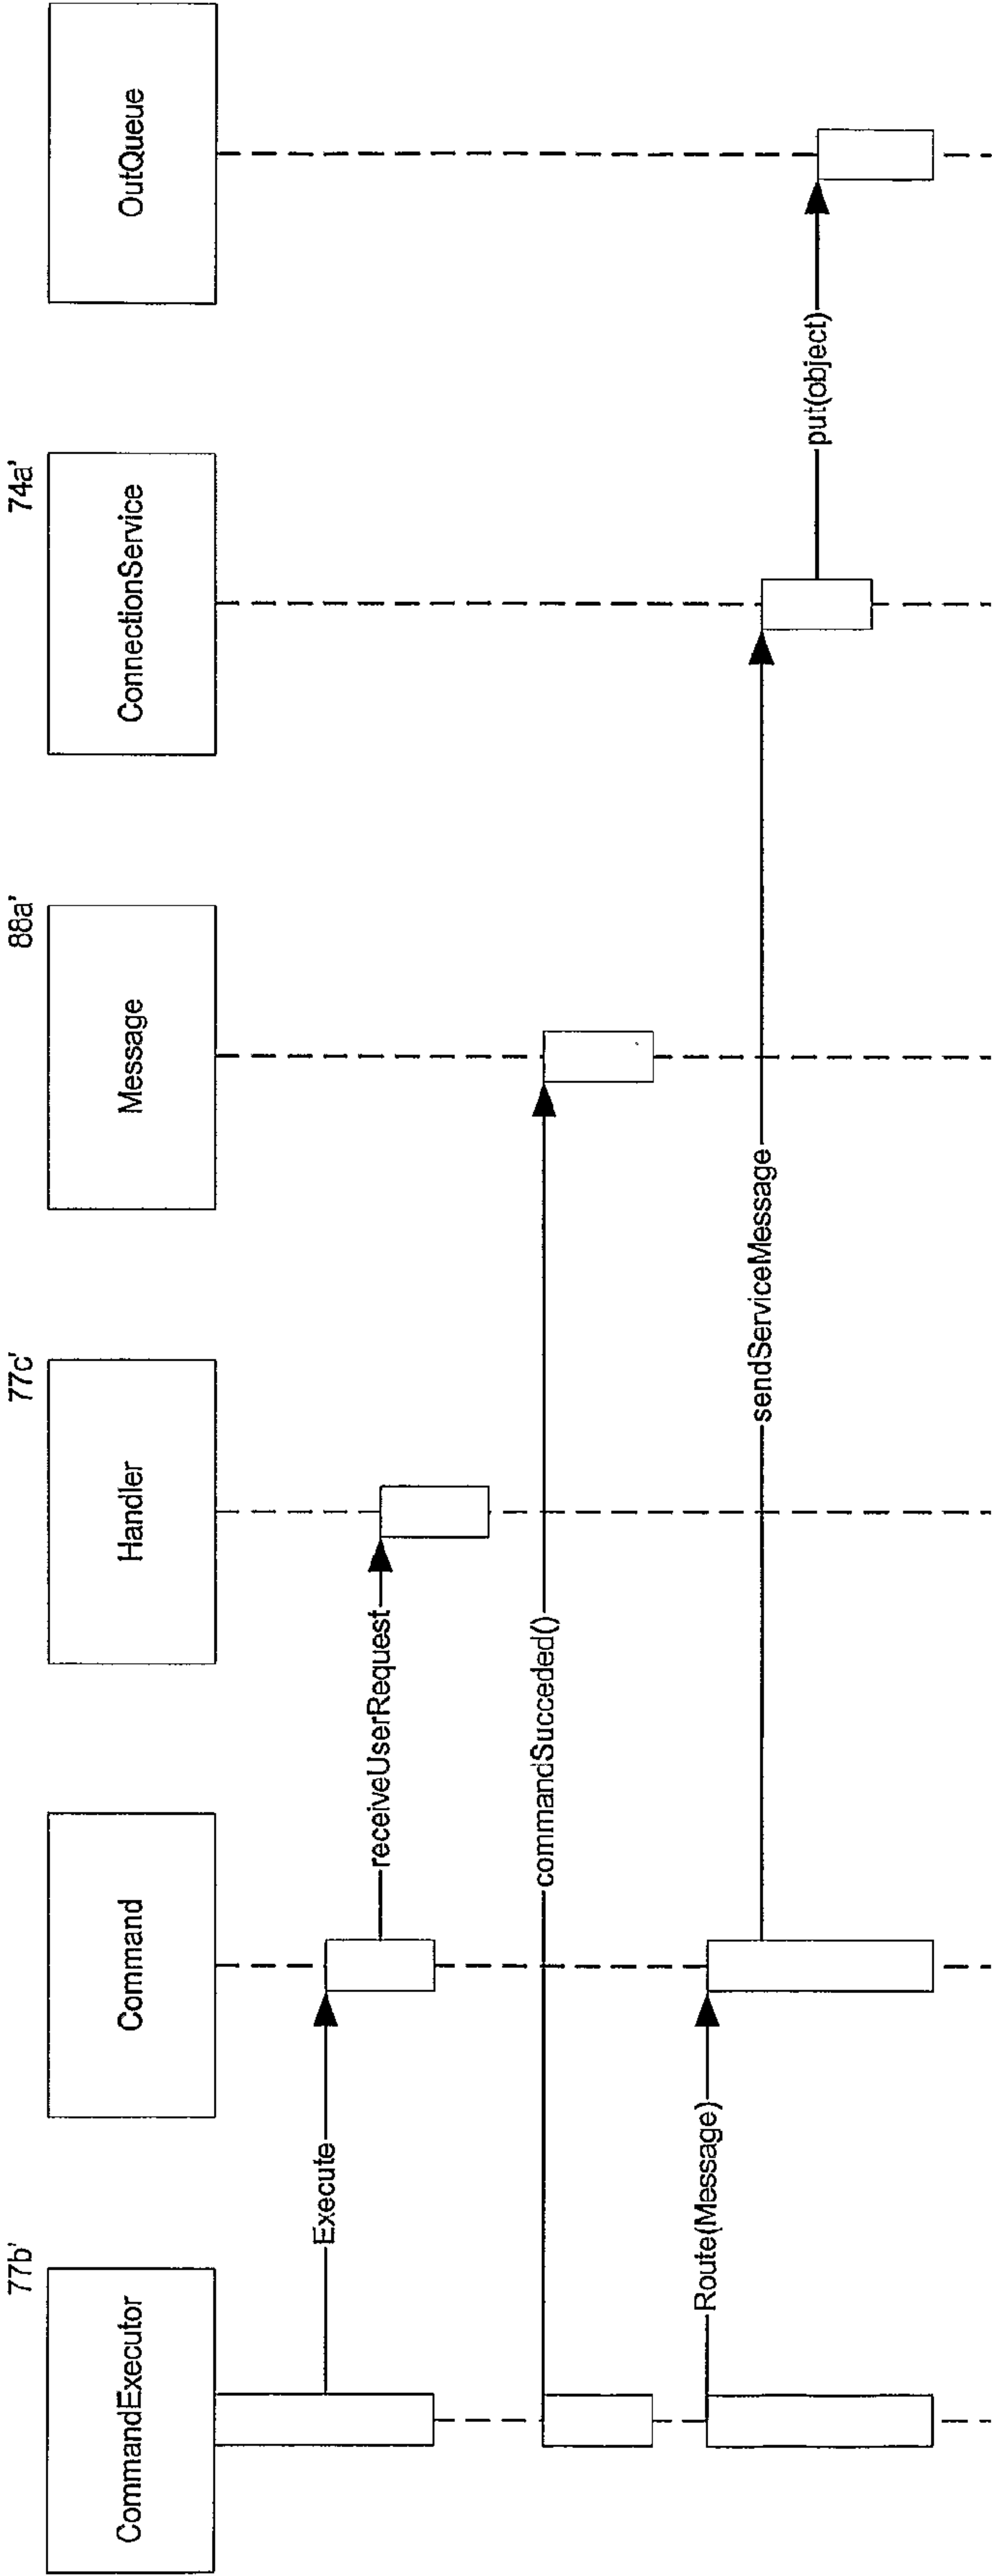 77b'
77c'
88a'
74a'
CommandExecutor
Command
Handler
Message
ConnectionService
OutQueue
Execute
receiveUserRequest
commandSucceded()
Route(Message)
sendServiceMessage
put(object)